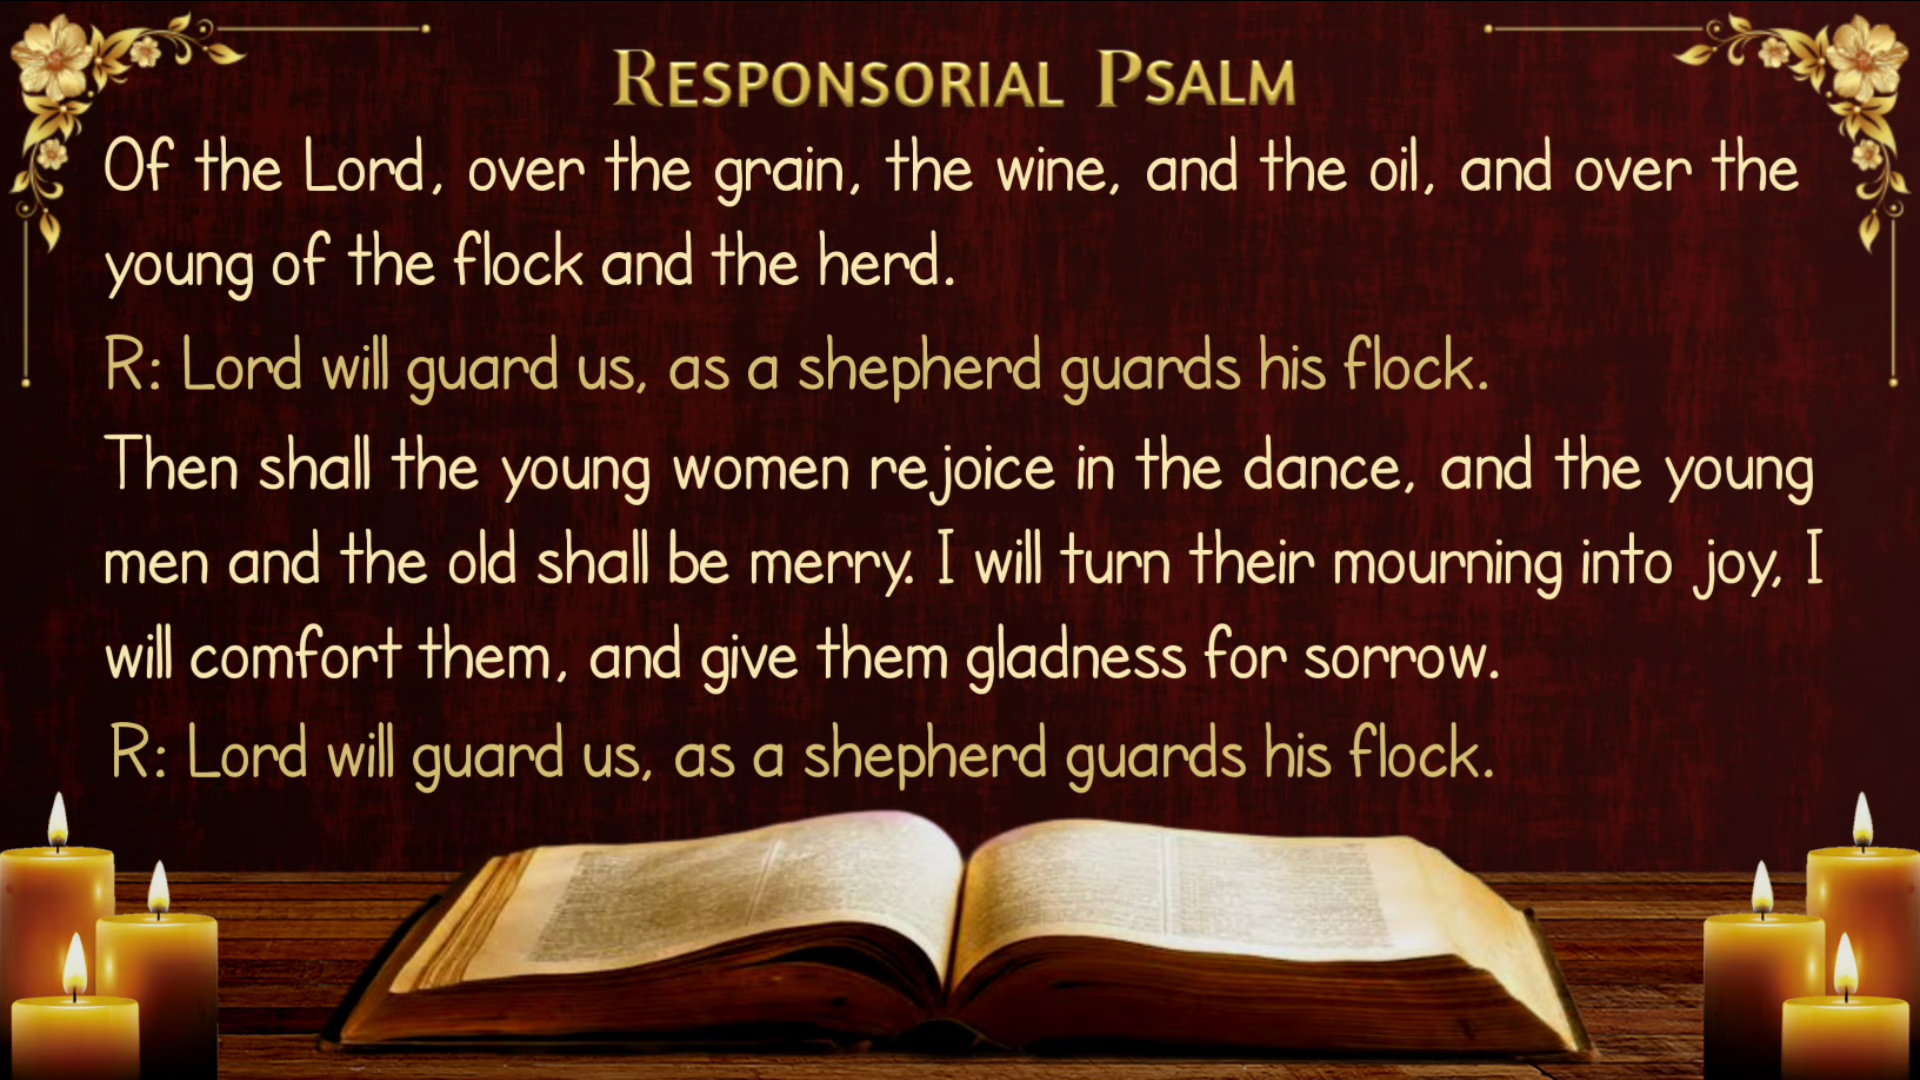 RESPONSORIAL PSALM
Of the Lord, over the grain, the wine, and the oil, and over the
young of the flock and the herd.
R: Lord will guard us, as a shepherd guards his flock.
Then shall the young women rejoice in the dance, and the young
men and the old shall be merry. I will turn their mourning into joy, I
will comfort them, and give them gladness for sorrow.
R: Lord will guard us, as a shepherd guards his flock.